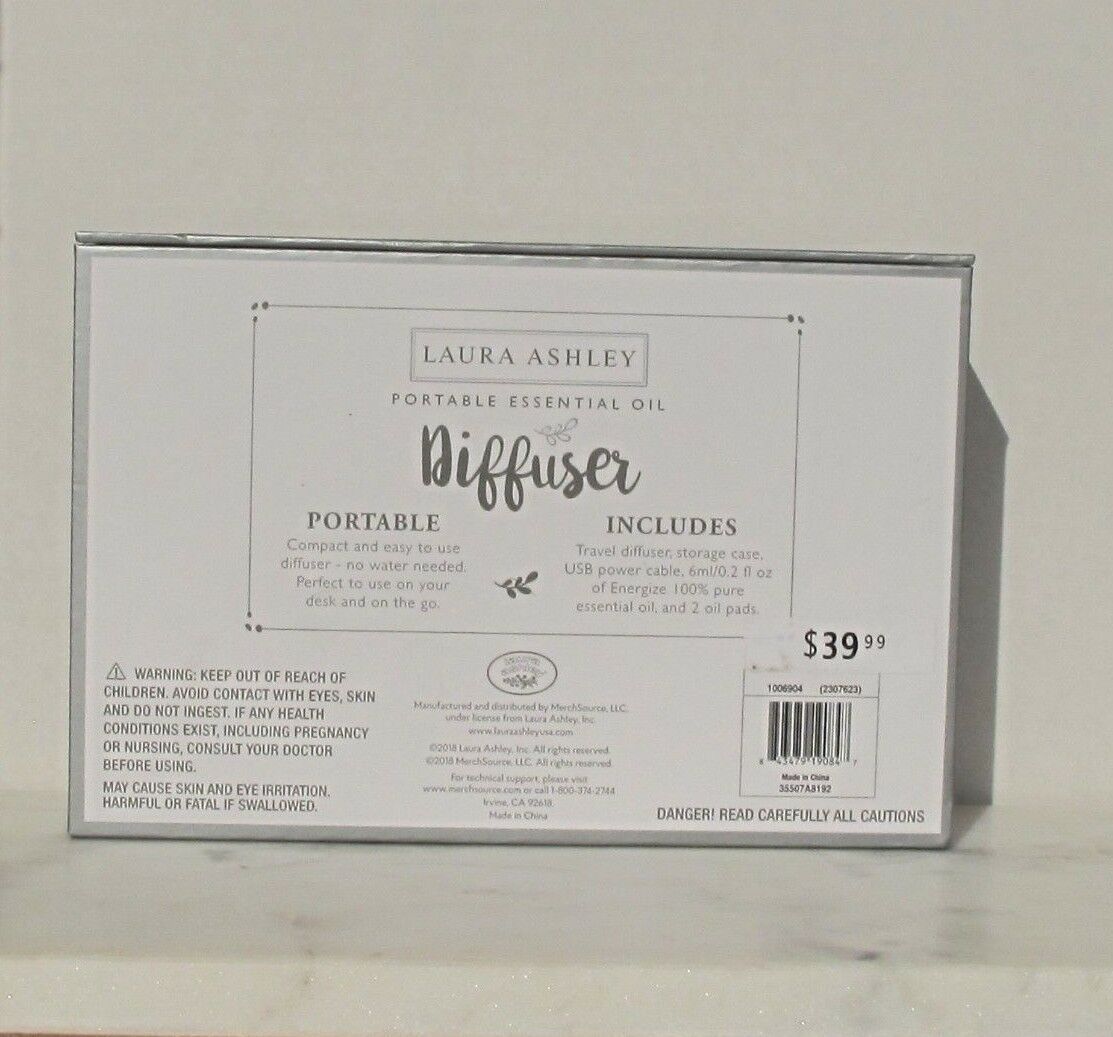 LAURA ASHLEY
PORTABLE ESSENTIAL OIL
Diffuser
PORTABLE
Compact and easy to use
diffuser - no water needed.
Perfect to use on your
desk and on the go.
INCLUDES
Travel diffuser, storage case,
USB power cable, 6ml/0.2 fl oz
of Energize 100% pure
essential oil, and 2 oil pads.
$39.99
WARNING: KEEP OUT OF REACH OF
CHILDREN. AVOID CONTACT WITH EYES, SKIN
AND DO NOT INGEST. IF ANY HEALTH
CONDITIONS EXIST, INCLUDING PREGNANCY
OR NURSING, CONSULT YOUR DOCTOR
BEFORE USING.
MAY CAUSE SKIN AND EYE IRRITATION.
HARMFUL OR FATAL IF SWALLOWED.
Manufactured and distributed by MerchSource, LLC.
under license from Laura Ashley, Inc.
www.lauraashleyusa.com
©2018 Laura Ashley, Inc. All rights reserved.
©2018 MerchSource, LLC. All rights reserved.
For technical support, please visit
www.merchsource.com or call 1-800-374-2744
Irvine, CA 92618
Made in China
1006904 (2307623)
8 43479 19084 7
Made in China
35507A8192
DANGER! READ CAREFULLY ALL CAUTIONS